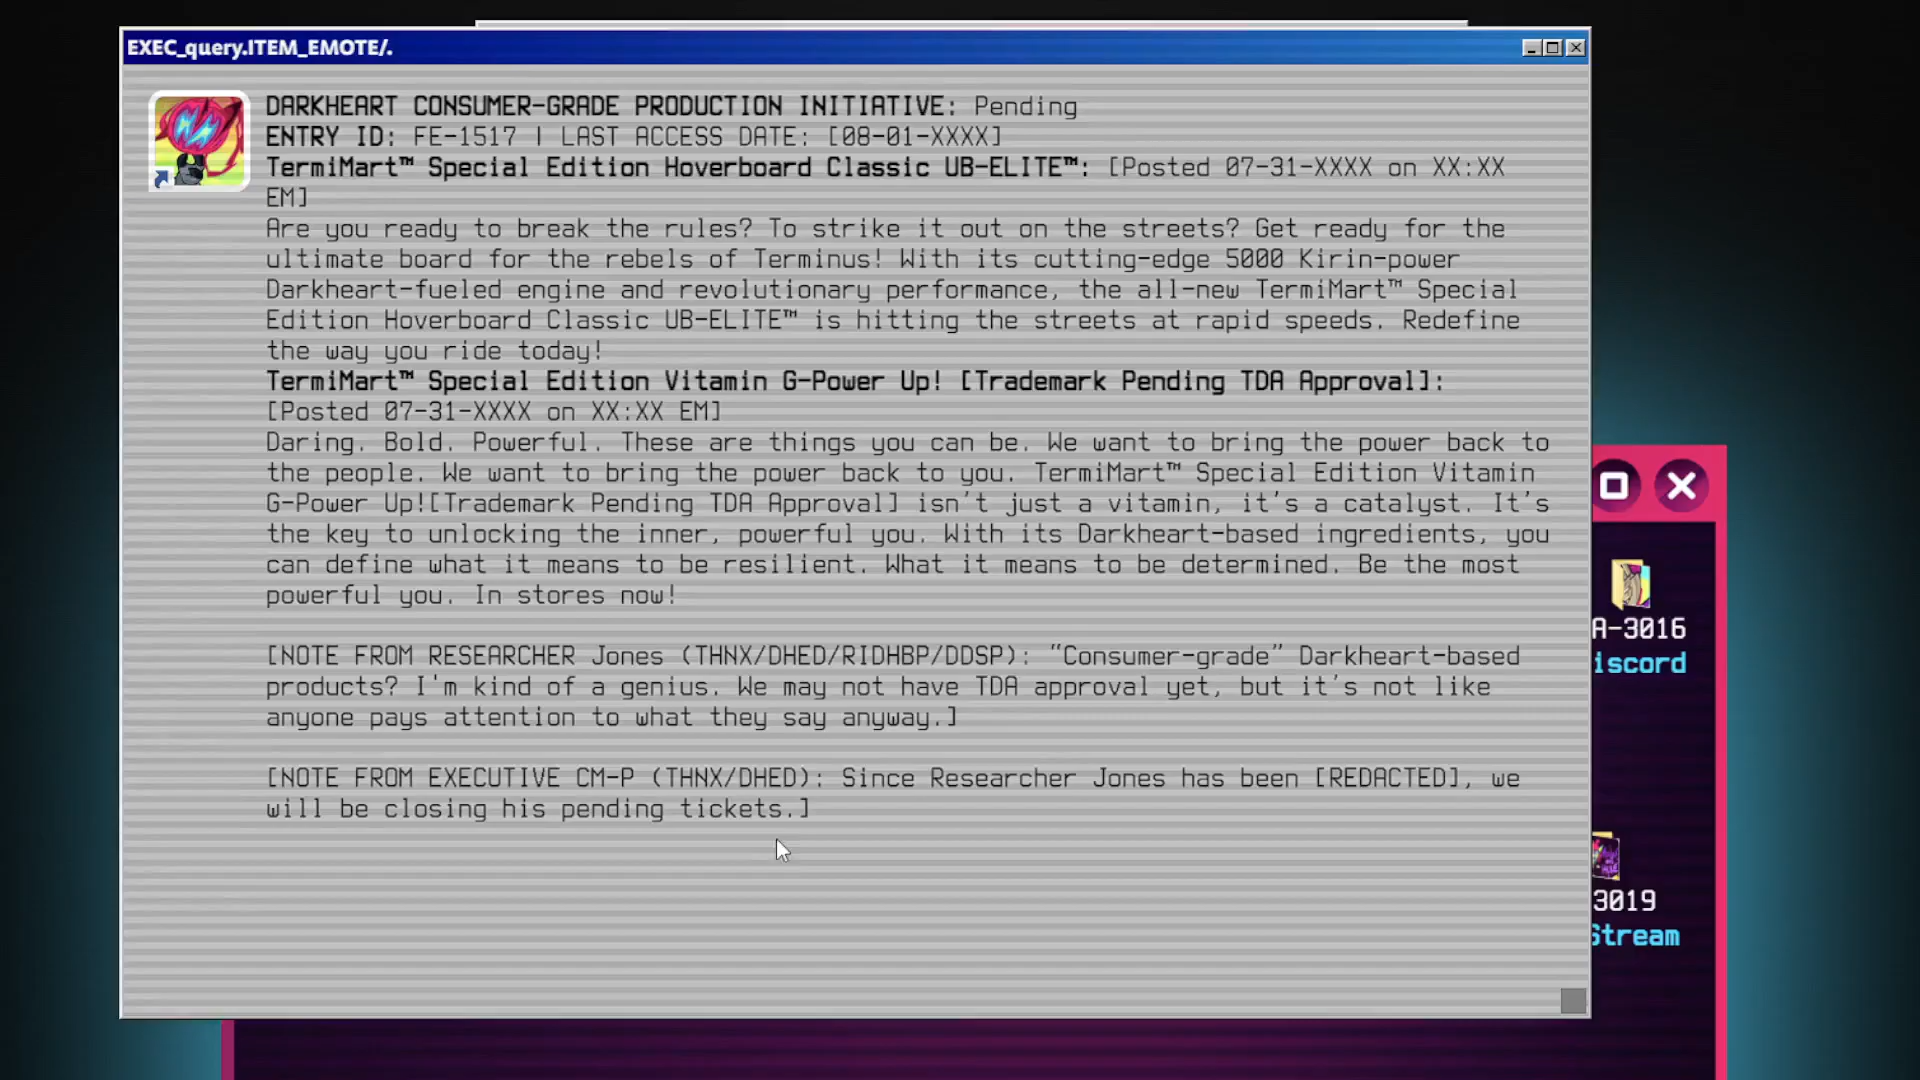 EXEC_query.ITEM_EMOTE/.
DARKHEART CONSUMER-GRADE PRODUCTION INITIATIVE: Pending
ENTRY ID: FE-1517 | LAST ACCESS DATE: [08-01-XXXX]
TermiMart™ Special Edition Hoverboard Classic UB-ELITE™: [Posted 07-31-XXXX on XX:XX
EM]
Are you ready to break the rules? To strike it out on the streets? Get ready for the
ultimate board for the rebels of Terminus! With its cutting-edge 5000 Kirin-power
Darkheart-fueled engine and revolutionary performance, the all-new TermiMart™ Special
Edition Hoverboard Classic UB-ELITE™ is hitting the streets at rapid speeds. Redefine
the way you ride today!
TermiMart™ Special Edition Vitamin G-Power Up! [Trademark Pending TDA Approval]:
[Posted 07-31-XXXX on XX:XX EM]
Daring. Bold. Powerful. These are things you can be. We want to bring the power back to
the people. We want to bring the power back to you. TermiMart™ Special Edition Vitamin
G-Power Up![Trademark Pending TDA Approval] isn't just a vitamin, it's a catalyst. It's
the key to unlocking the inner, powerful you. With its Darkheart-based ingredients, you
can define what it means to be resilient. What it means to be determined. Be the most
powerful you. In stores now!
[NOTE FROM RESEARCHER Jones (THNX/DHED/RIDHBP/DDSP): "Consumer-grade" Darkheart-based
products? I'm kind of a genius. We may not have TDA approval yet, but it's not like
anyone pays attention to what they say anyway.]
[NOTE FROM EXECUTIVE CM-P (THNX/DHED): Since Researcher Jones has been [REDACTED], we
will be closing his pending tickets.]
A-3016
iscord
3019
Stream